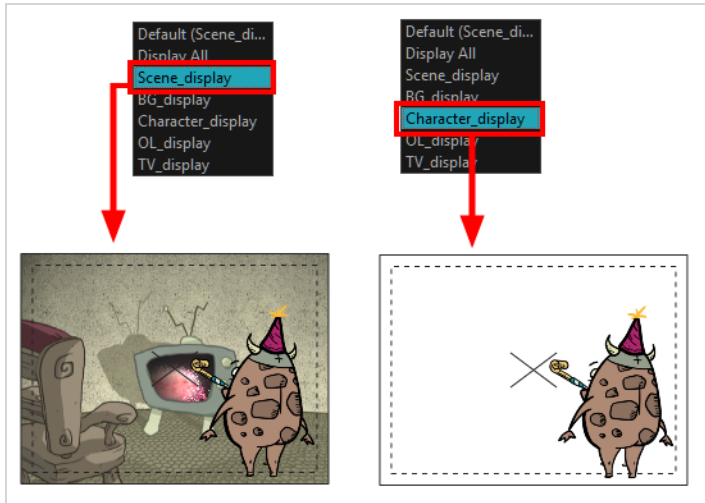 Default (Scene_di...
Display All
Scene_display
BG_display
Character_display
OL_display
TV_display
Default (Scene_di...
Display All
Scene_display
BG_display
Character_display
OL_display
TV_display